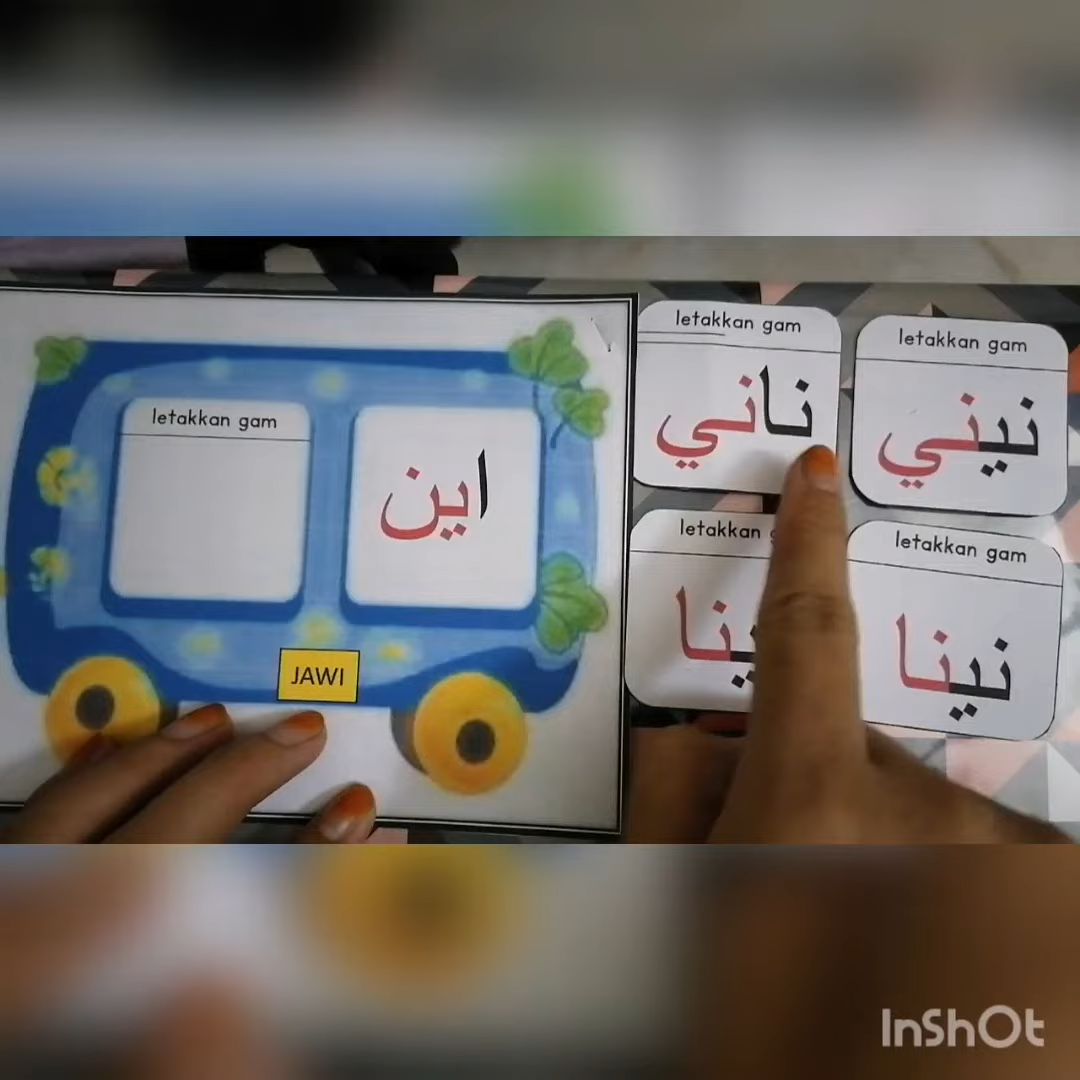 letakkan gam
اين
JAWI
letakkan gam
ناني
letakkan gam
نيني
letakkan
letakkan gam
نينا
InShOt